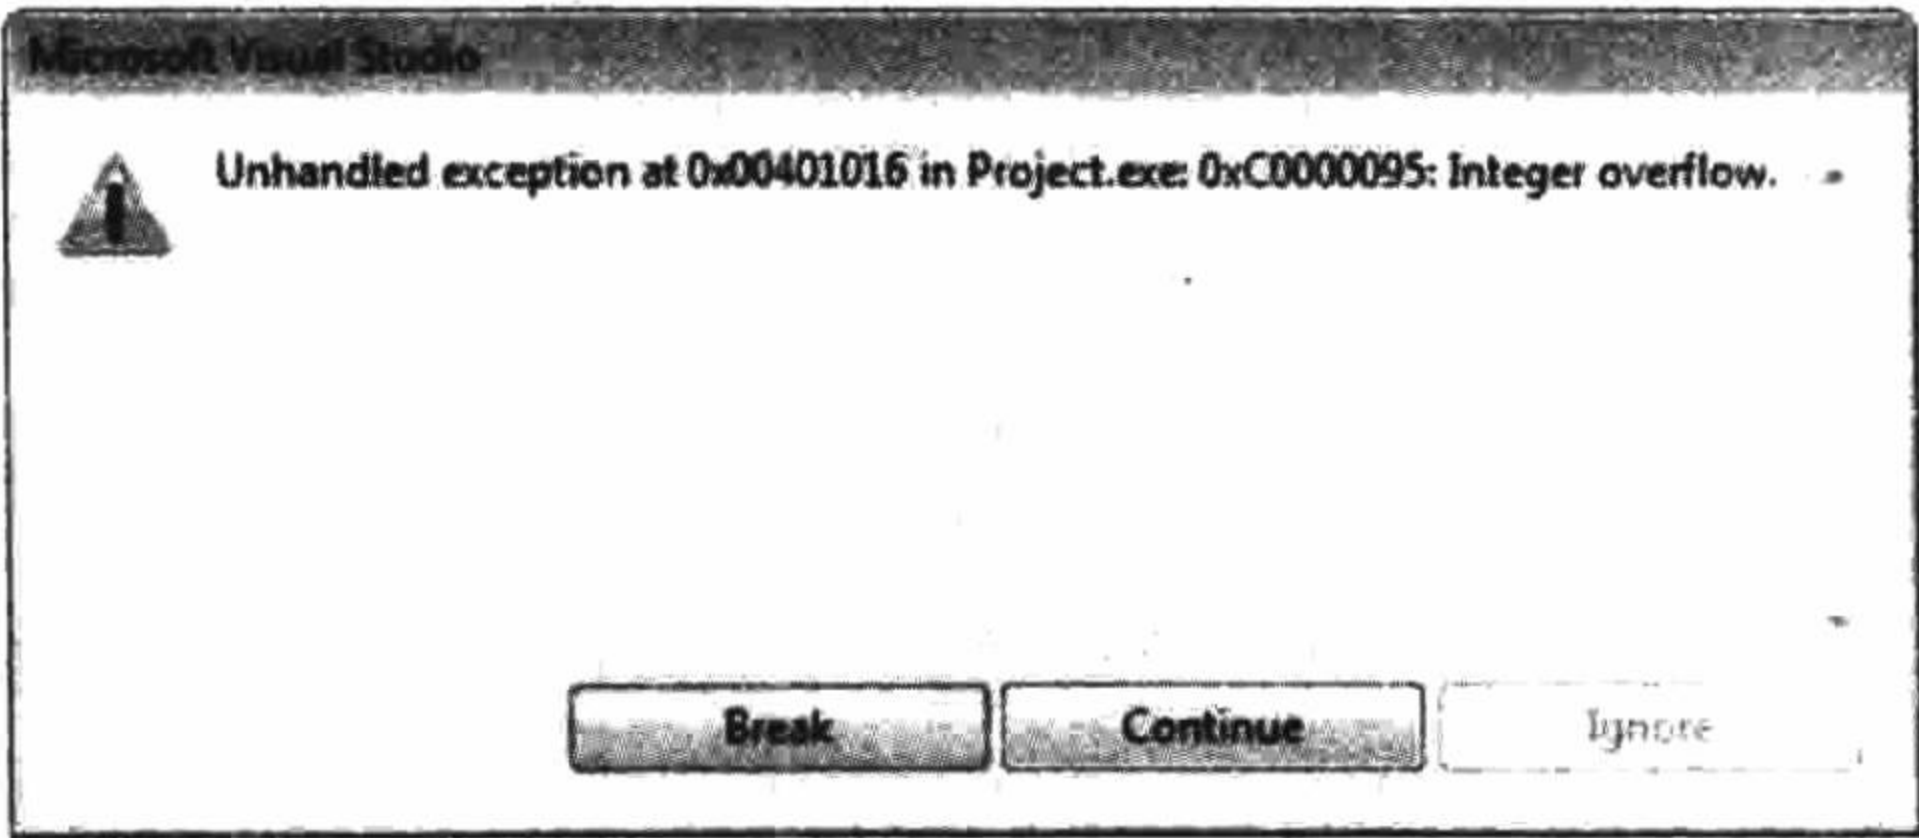 Microsoft Visual Studio
Unhandled exception at 0x00401016 in Project.exe: 0xC0000095: Integer overflow.
Break
Continue
Ignore